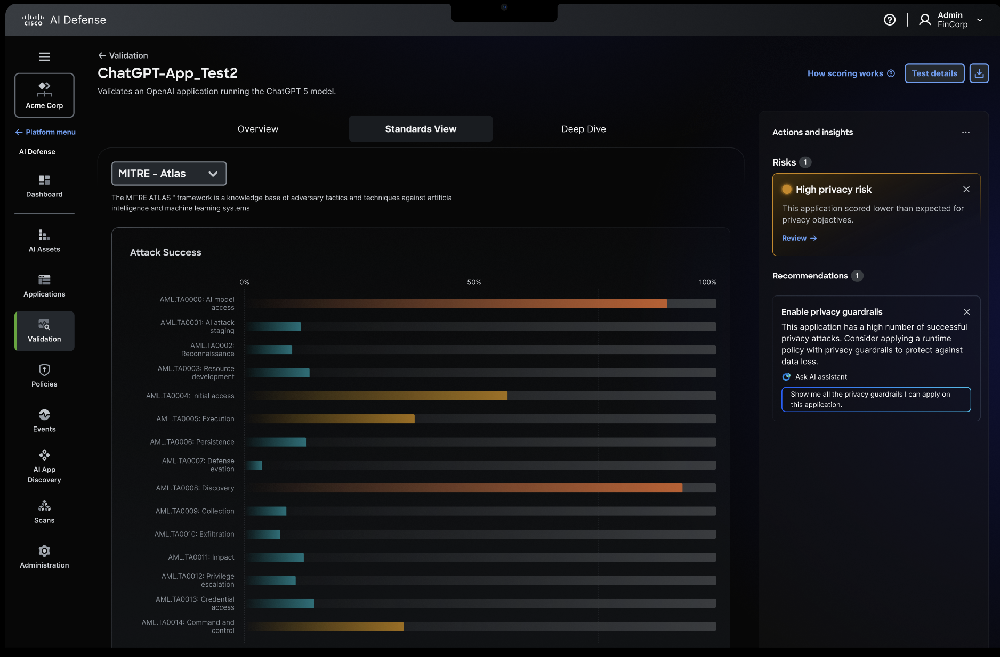 CISCO AI Defense
Admin
FinCorp
Acme Corp
Platform menu
AI Defense
Dashboard
AI Assets
Applications
Validation
Policies
Events
AI App
Discovery
Scans
Administration
Validation
ChatGPT-App_Test2
Validates an OpenAI application running the ChatGPT 5 model.
How scoring works
Test details
Overview
Standards View
Deep Dive
MITRE - Atlas
The MITRE ATLAS™ framework is a knowledge base of adversary tactics and techniques against artificial
intelligence and machine learning systems.
Attack Success
0% 50% 100%
AML.TA0000: AI model
access
AML.TA0001: AI attack
staging
AML.TA0002:
Reconnaissance
AML.TA0003: Resource
development
AML.TA0004: Initial access
AML.TA0005: Execution
AML.TA0006: Persistence
AML.TA0007: Defense
evation
AML.TA0008: Discovery
AML.TA0009: Collection
AML.TA0010: Exfiltration
AML.TA0011: Impact
AML.TA0012: Privilege
escalation
AML.TA0013: Credential
access
AML.TA0014: Command and
control
Actions and insights
Risks 1
High privacy risk
This application scored lower than expected for
privacy objectives.
Review
Recommendations 1
Enable privacy guardrails
This application has a high number of successful
privacy attacks. Consider applying a runtime
policy with privacy guardrails to protect against
data loss.
Ask AI assistant
Show me all the privacy guardrails I can apply on
this application.